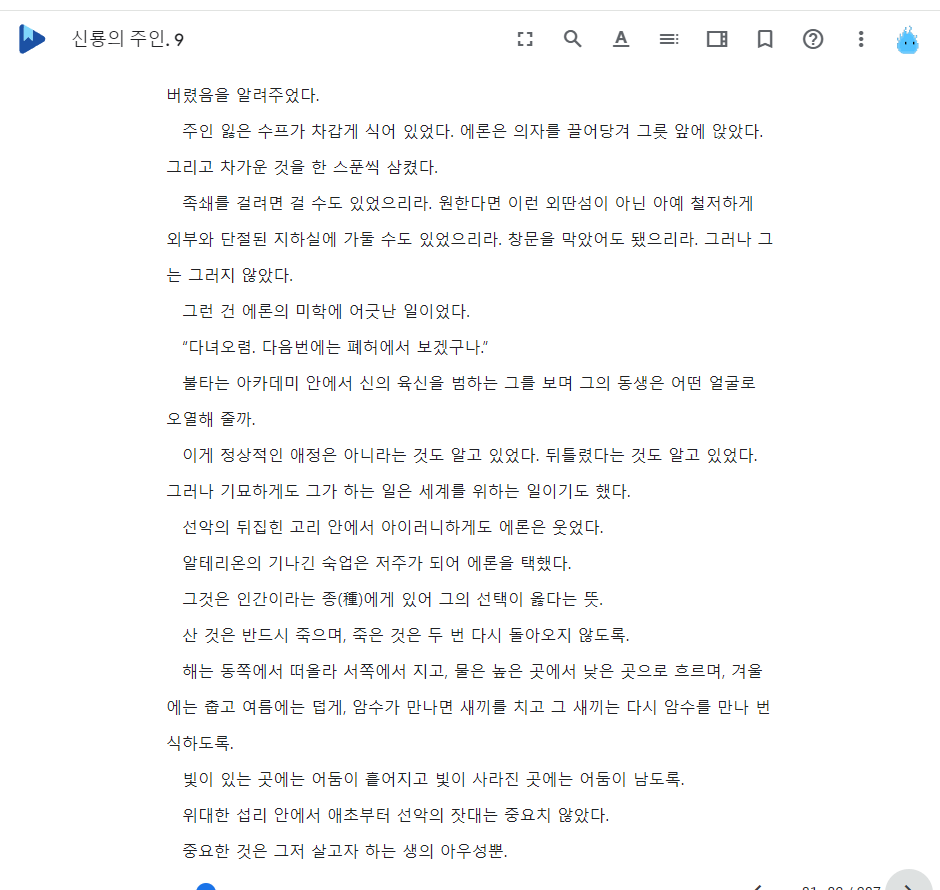 신룡의 주인. 9
버렸음을 알려주었다.
주인 잃은 수프가 차갑게 식어 있었다. 에론은 의자를 끌어당겨 그릇 앞에 앉았다.
그리고 차가운 것을 한 스푼씩 삼켰다.
족쇄를 걸려면 걸 수도 있었으리라. 원한다면 이런 외딴섬이 아닌 아예 철저하게
외부와 단절된 지하실에 가둘 수도 있었으리라. 창문을 막았어도 됐으리라. 그러나 그
는 그러지 않았다.
그런 건 에론의 미학에 어긋난 일이었다.
“다녀오렴. 다음번에는 폐허에서 보겠구나.”
불타는 아카데미 안에서 신의 육신을 범하는 그를 보며 그의 동생은 어떤 얼굴로
오열해 줄까.
이게 정상적인 애정은 아니라는 것도 알고 있었다. 뒤틀렸다는 것도 알고 있었다.
그러나 기묘하게도 그가 하는 일은 세계를 위하는 일이기도 했다.
선악의 뒤집힌 고리 안에서 아이러니하게도 에론은 웃었다.
알테리온의 기나긴 숙업은 저주가 되어 에론을 택했다.
그것은 인간이라는 종(種)에게 있어 그의 선택이 옳다는 뜻.
산 것은 반드시 죽으며, 죽은 것은 두 번 다시 돌아오지 않도록.
해는 동쪽에서 떠올라 서쪽에서 지고, 물은 높은 곳에서 낮은 곳으로 흐르며, 겨울
에는 춥고 여름에는 덥게, 암수가 만나면 새끼를 치고 그 새끼는 다시 암수를 만나 번
식하도록.
빛이 있는 곳에는 어둠이 흩어지고 빛이 사라진 곳에는 어둠이 남도록.
위대한 섭리 안에서 애초부터 선악의 잣대는 중요치 않았다.
중요한 것은 그저 살고자 하는 생의 아우성뿐.